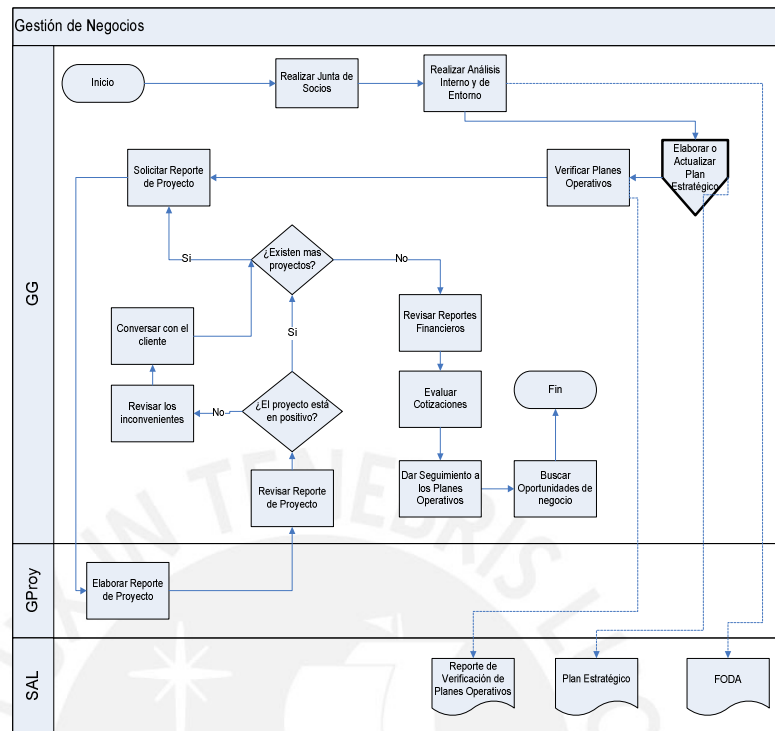 Gestión de Negocios
GG
Inicio
Realizar Junta de
Socios
Realizar Análisis
Interno y de
Entorno
Elaborar o
Actualizar
Plan
Estratégico
Verificar Planes
Operativos
Solicitar Reporte
de Proyecto
¿Existen mas
proyectos?
Si
No
Conversar con el
cliente
Revisar Reportes
Financieros
Si
Revisar los
inconvenientes
No
¿El proyecto está
en positivo?
Evaluar
Cotizaciones
Fin
Revisar Reporte
de Proyecto
Dar Seguimiento a
los Planes
Operativos
Buscar
Oportunidades de
negocio
GProy
Elaborar Reporte
de Proyecto
SAL
Reporte de
Verificación de
Planes Operativos
Plan Estratégico
FODA
IN TENEBRIS